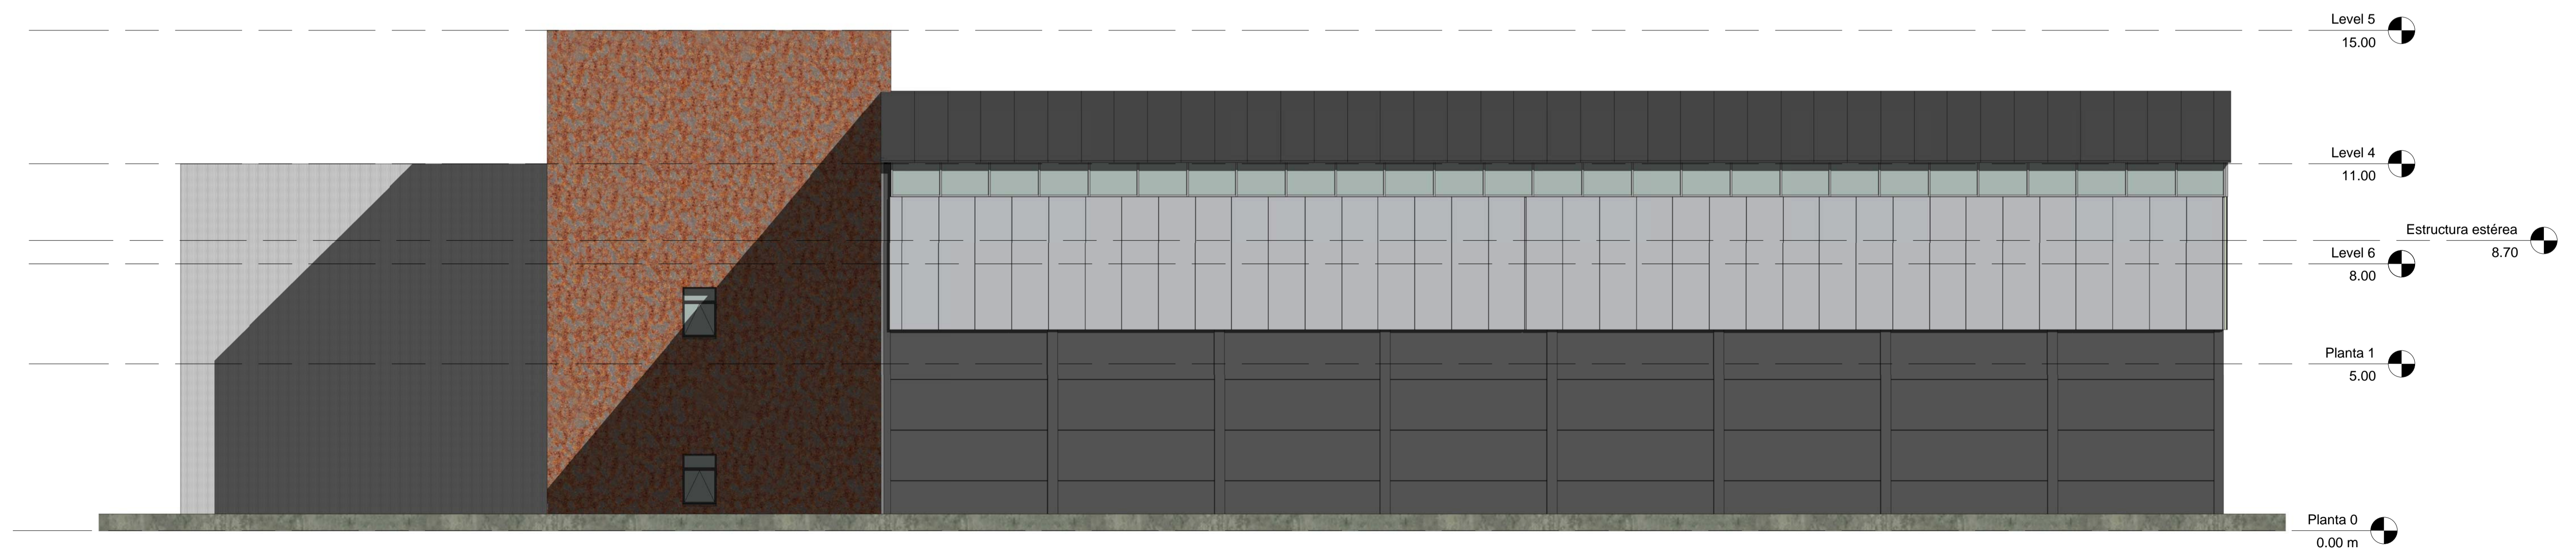 Level 5
15.00
Level 4
11.00
Estructura estérea
8.70
Level 6
8.00
Planta 1
5.00
Planta 0
0.00 m